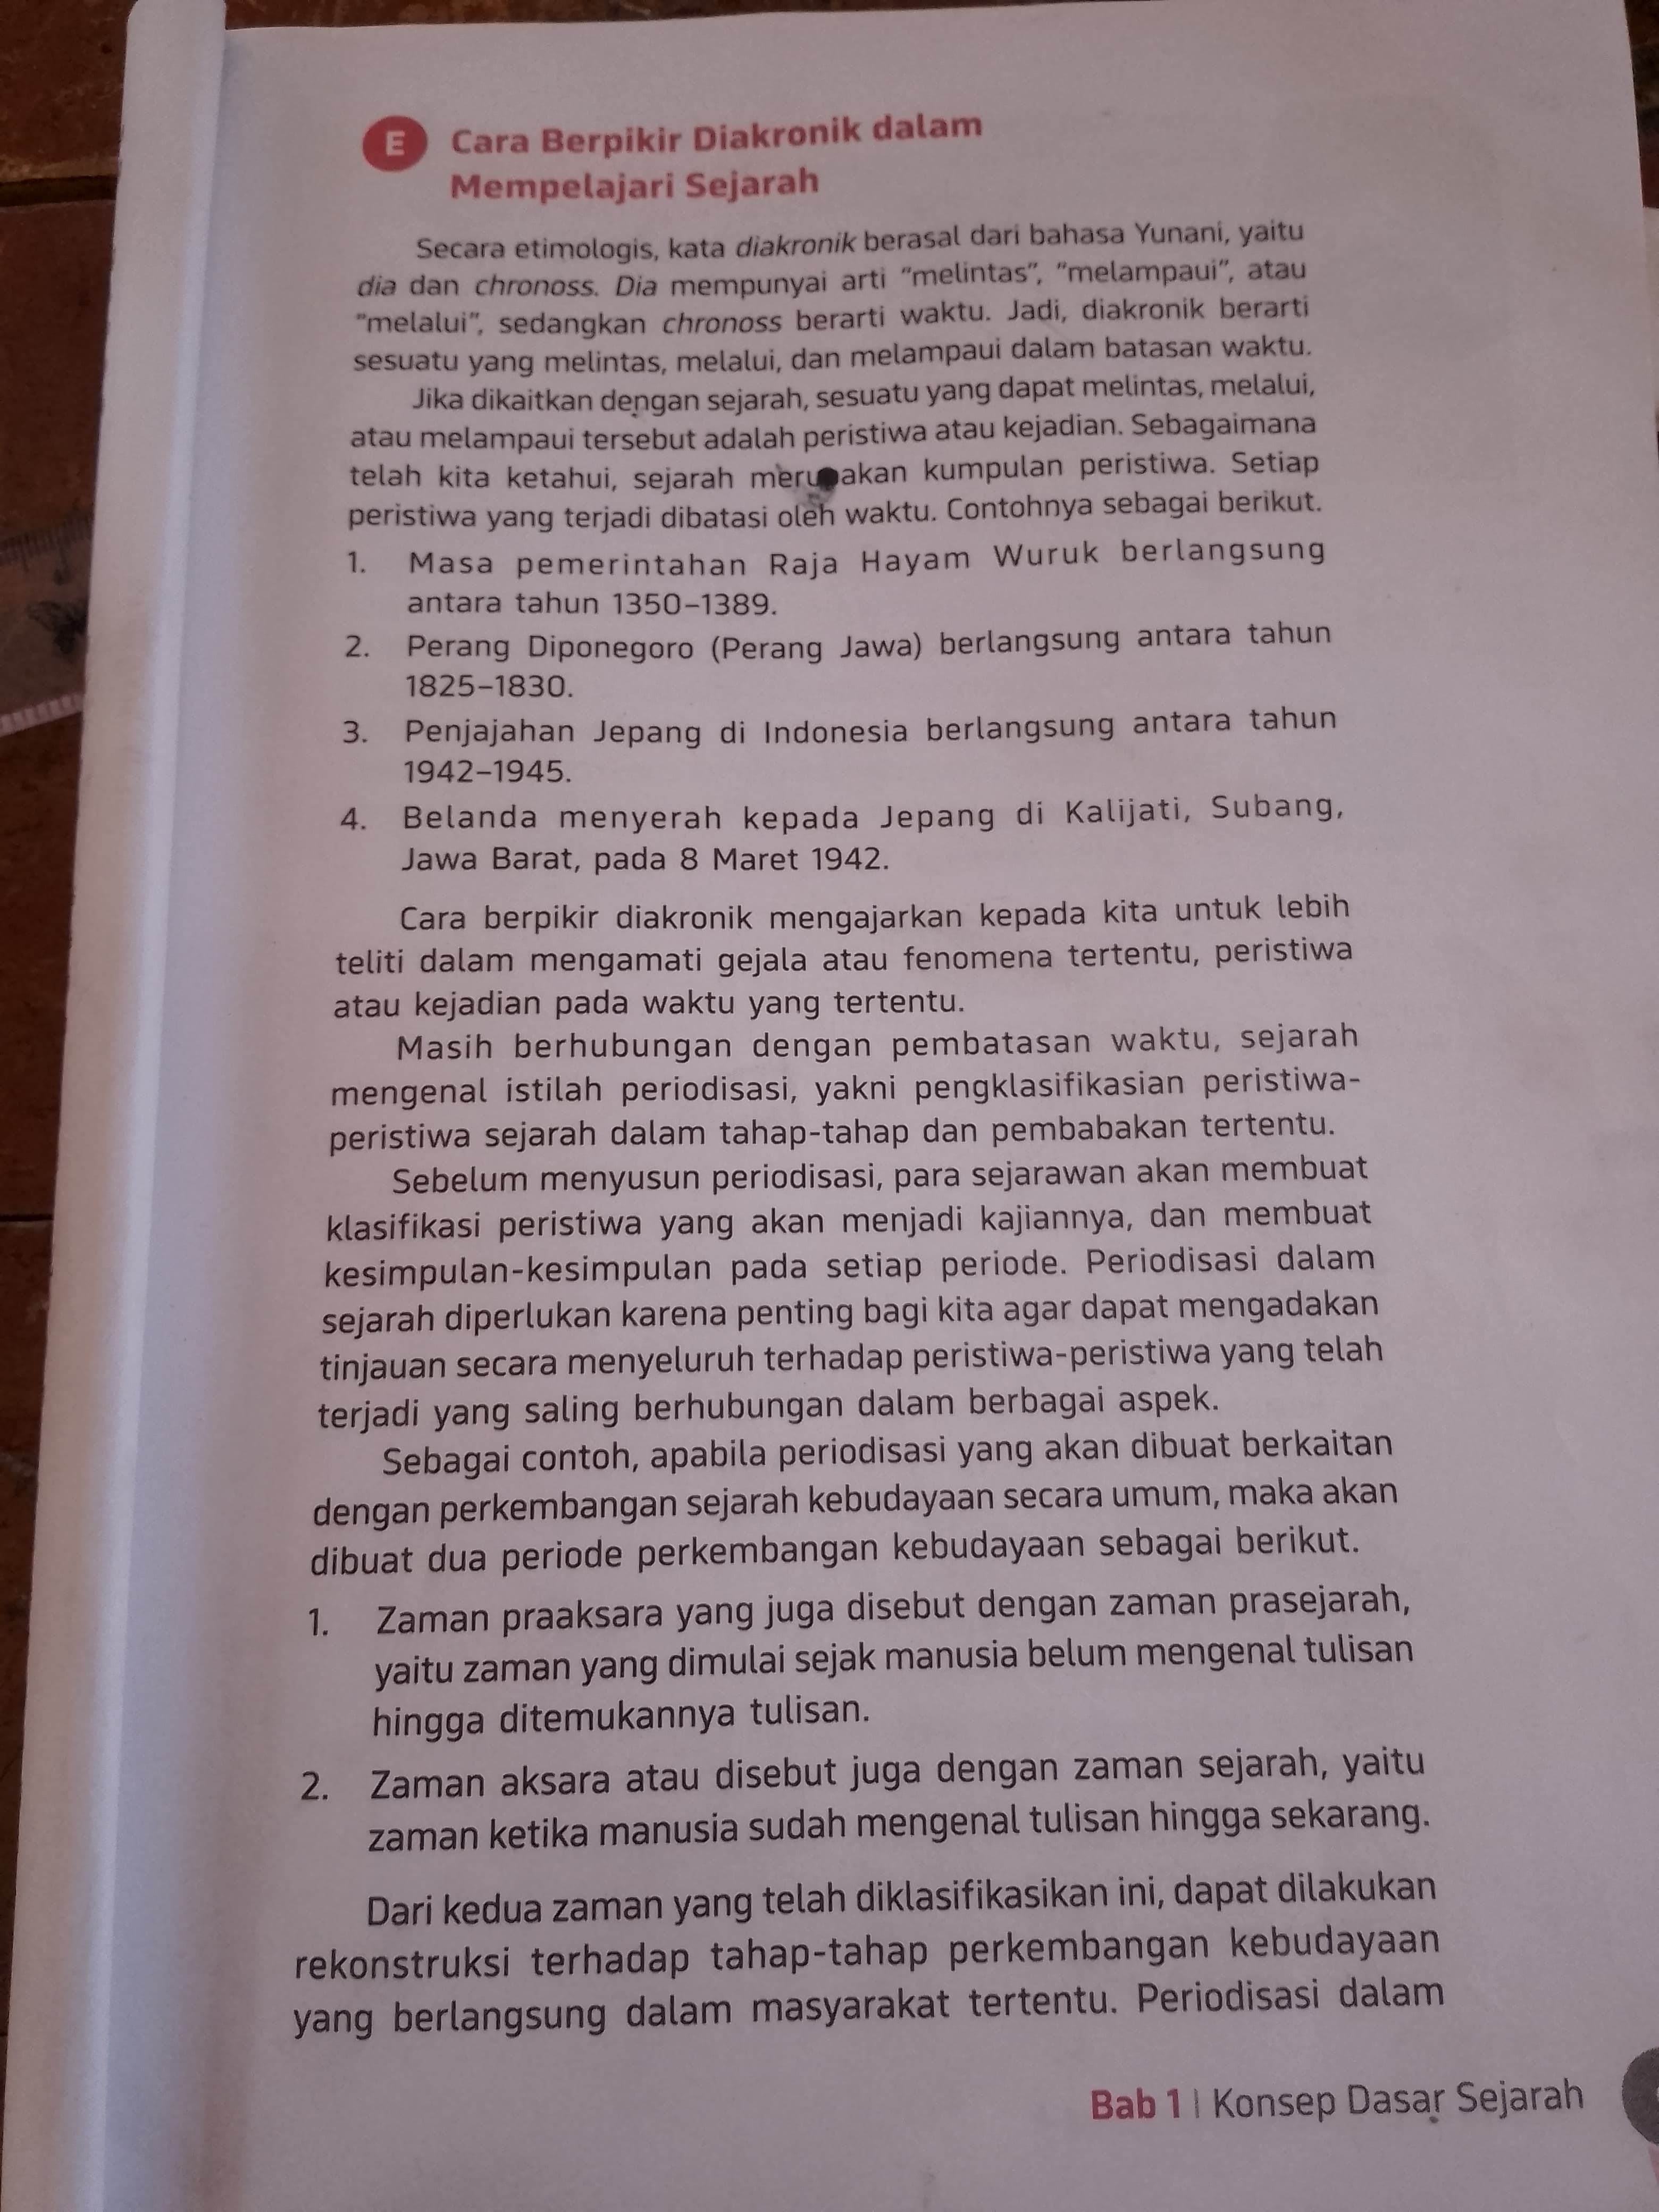 E Cara Berpikir Diakronik dalam
Mempelajari Sejarah
Secara etimologis, kata diakronik berasal dari bahasa Yunani, yaitu
dia dan chronoss. Dia mempunyai arti “melintas”, “melampaui”, atau
“melalui”, sedangkan chronoss berarti waktu. Jadi, diakronik berarti
sesuatu yang melintas, melalui, dan melampaui dalam batasan waktu.
Jika dikaitkan dengan sejarah, sesuatu yang dapat melintas, melalui,
atau melampaui tersebut adalah peristiwa atau kejadian. Sebagaimana
telah kita ketahui, sejarah merupakan kumpulan peristiwa. Setiap
peristiwa yang terjadi dibatasi oleh waktu. Contohnya sebagai berikut.
1. Masa pemerintahan Raja Hayam Wuruk berlangsung
antara tahun 1350–1389.
2. Perang Diponegoro (Perang Jawa) berlangsung antara tahun
1825–1830.
3. Penjajahan Jepang di Indonesia berlangsung antara tahun
1942–1945.
4. Belanda menyerah kepada Jepang di Kalijati, Subang,
Jawa Barat, pada 8 Maret 1942.
Cara berpikir diakronik mengajarkan kepada kita untuk lebih
teliti dalam mengamati gejala atau fenomena tertentu, peristiwa
atau kejadian pada waktu yang tertentu.
Masih berhubungan dengan pembatasan waktu, sejarah
mengenal istilah periodisasi, yakni pengklasifikasian peristiwa-
peristiwa sejarah dalam tahap-tahap dan pembabakan tertentu.
Sebelum menyusun periodisasi, para sejarawan akan membuat
klasifikasi peristiwa yang akan menjadi kajiannya, dan membuat
kesimpulan-kesimpulan pada setiap periode. Periodisasi dalam
sejarah diperlukan karena penting bagi kita agar dapat mengadakan
tinjauan secara menyeluruh terhadap peristiwa-peristiwa yang telah
terjadi yang saling berhubungan dalam berbagai aspek.
Sebagai contoh, apabila periodisasi yang akan dibuat berkaitan
dengan perkembangan sejarah kebudayaan secara umum, maka akan
dibuat dua periode perkembangan kebudayaan sebagai berikut.
1. Zaman praaksara yang juga disebut dengan zaman prasejarah,
yaitu zaman yang dimulai sejak manusia belum mengenal tulisan
hingga ditemukannya tulisan.
2. Zaman aksara atau disebut juga dengan zaman sejarah, yaitu
zaman ketika manusia sudah mengenal tulisan hingga sekarang.
Dari kedua zaman yang telah diklasifikasikan ini, dapat dilakukan
rekonstruksi terhadap tahap-tahap perkembangan kebudayaan
yang berlangsung dalam masyarakat tertentu. Periodisasi dalam
Bab 1 | Konsep Dasar Sejarah